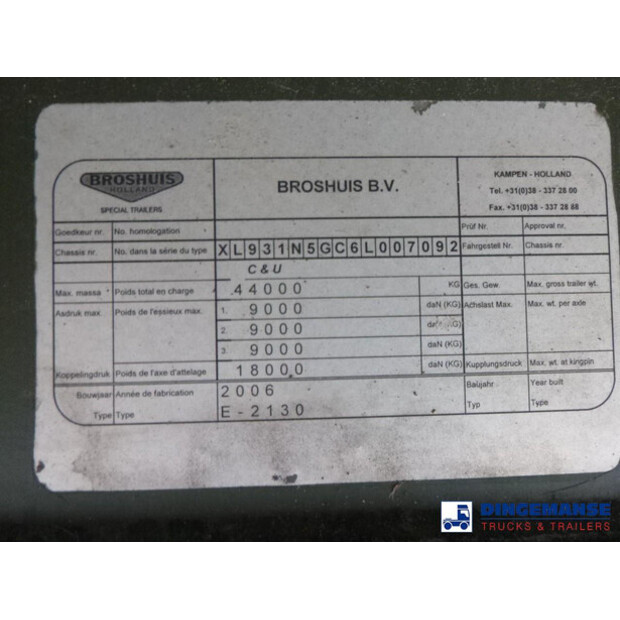 BROSHUIS
HOLLAND
SPECIAL TRAILERS
BROSHUIS B.V.
KAMPEN - HOLLAND
Tel. +31(0)38 - 337 28 00
Fax. +31(0)38 - 337 28 88
Goedkeur nr. No. homologation Prüf Nr. Approval nr.
Chassis nr. No. dans la série du type XL931N5GC6L007092 Fahrgestell Nr. Chassis nr.
C & U
Max. massa Poids total en charge 44000 KG Ges. Gew. Max. gross trailer wt.
Asdruk max. Poids de l'essieux max. 1. 9000 daN (KG) Achslast Max. Max. wt. per axle
2. 9000 daN (KG)
3. 9000 daN (KG)
Koppelingdruk Poids de l'axe d'attelage 18000 daN (KG) Kupplungsdruck Max. wt. at kingpin
Bouwjaar Année de fabrication 2006 Baujahr Year built
Type Type E-2130 Typ Type
DINGEMANSE
TRUCKS & TRAILERS